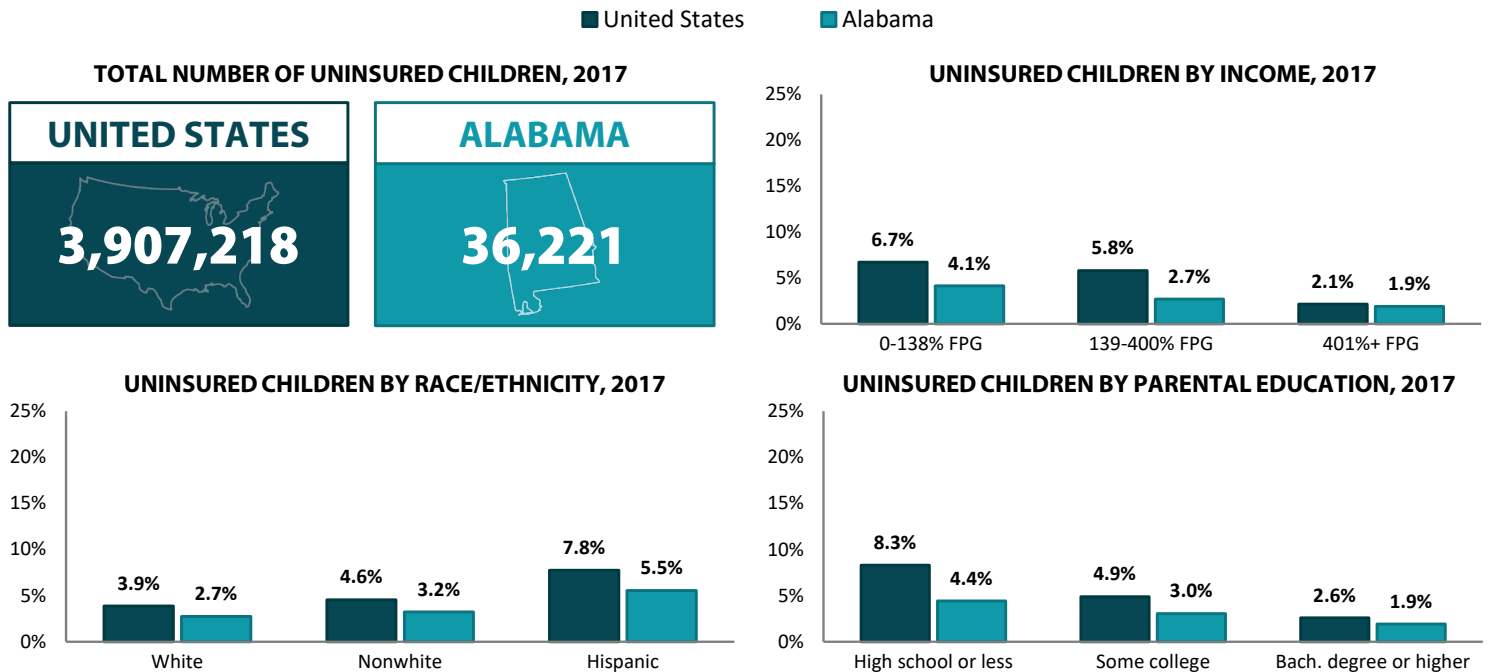 United States Alabama
TOTAL NUMBER OF UNINSURED CHILDREN, 2017
UNITED STATES
3,907,218
ALABAMA
36,221
UNINSURED CHILDREN BY INCOME, 2017
25%
20%
15%
10%
5%
0%
6.7% 4.1% 5.8% 2.7% 2.1% 1.9%
0-138% FPG 139-400% FPG 401%+ FPG
UNINSURED CHILDREN BY RACE/ETHNICITY, 2017
25%
20%
15%
10%
5%
0%
3.9% 2.7% 4.6% 3.2% 7.8% 5.5%
White Nonwhite Hispanic
UNINSURED CHILDREN BY PARENTAL EDUCATION, 2017
25%
20%
15%
10%
5%
0%
8.3% 4.4% 4.9% 3.0% 2.6% 1.9%
High school or less Some college Bach. degree or higher